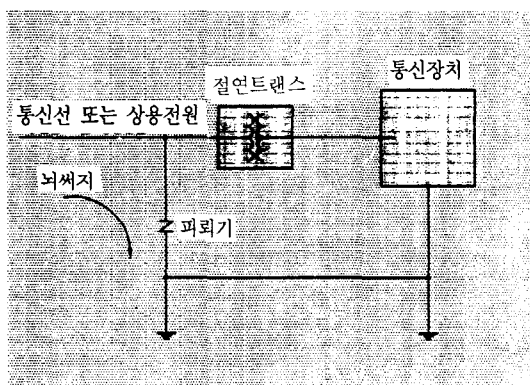 통신장치
절연트랜스
통신선 또는 상용전원
뇌써지
피뢰기